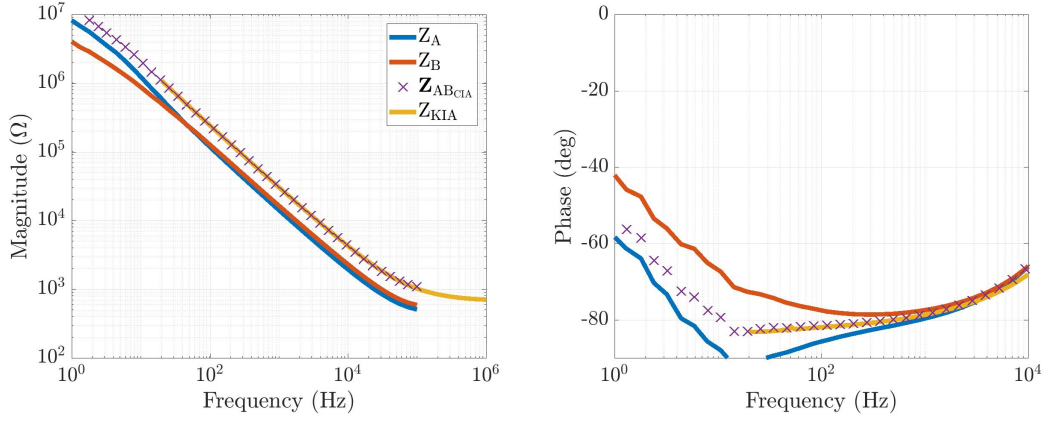 10^7
10^6
10^5
10^4
10^3
10^2
Magnitude (Ω)
10^0
10^2
10^4
10^6
Frequency (Hz)
Z_A
Z_B
Z_AB_CIA
Z_KIA
0
-20
-40
-60
-80
Phase (deg)
10^0
10^2
10^4
Frequency (Hz)